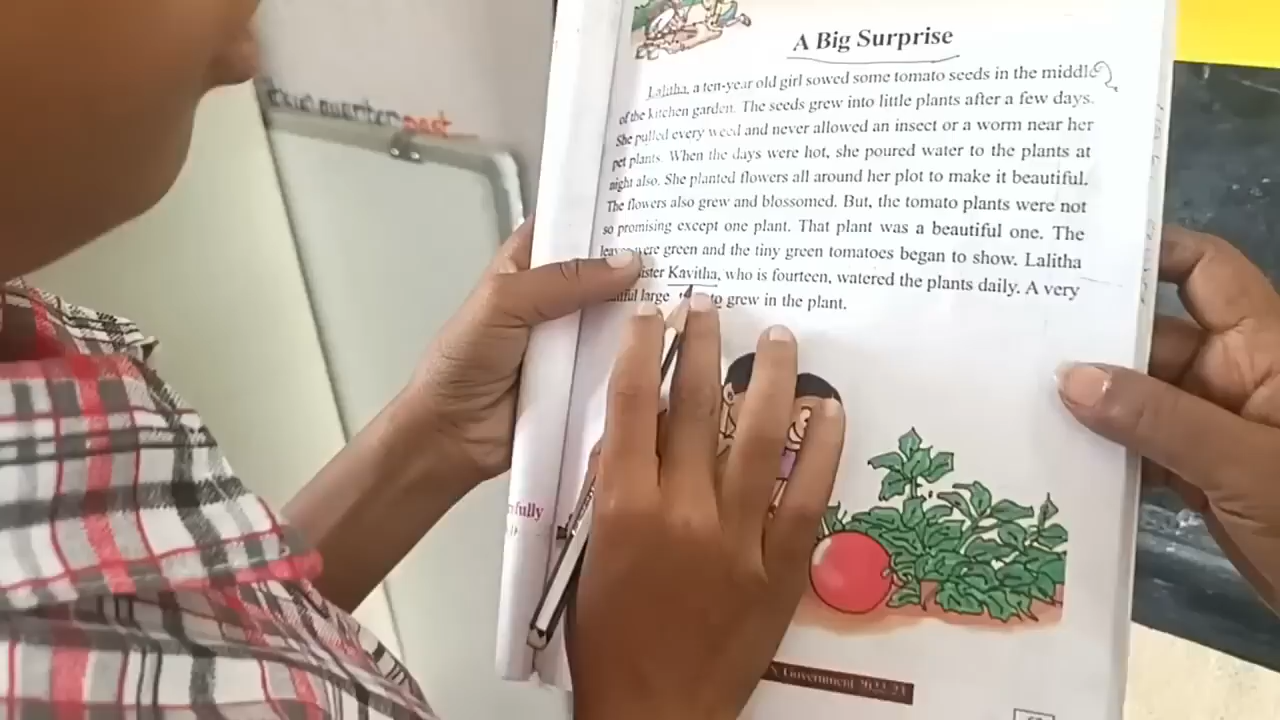 our quarter past
A Big Surprise
Lalitha, a ten-year old girl sowed some tomato seeds in the middle
of the kitchen garden. The seeds grew into little plants after a few days.
She pulled every weed and never allowed an insect or a worm near her
pet plants. When the days were hot, she poured water to the plants at
night also. She planted flowers all around her plot to make it beautiful.
The flowers also grew and blossomed. But, the tomato plants were not
so promising except one plant. That plant was a beautiful one. The
leaves were green and the tiny green tomatoes began to show. Lalitha
Kavitha, who is fourteen, watered the plants daily. A very
large grew in the plant.
Government